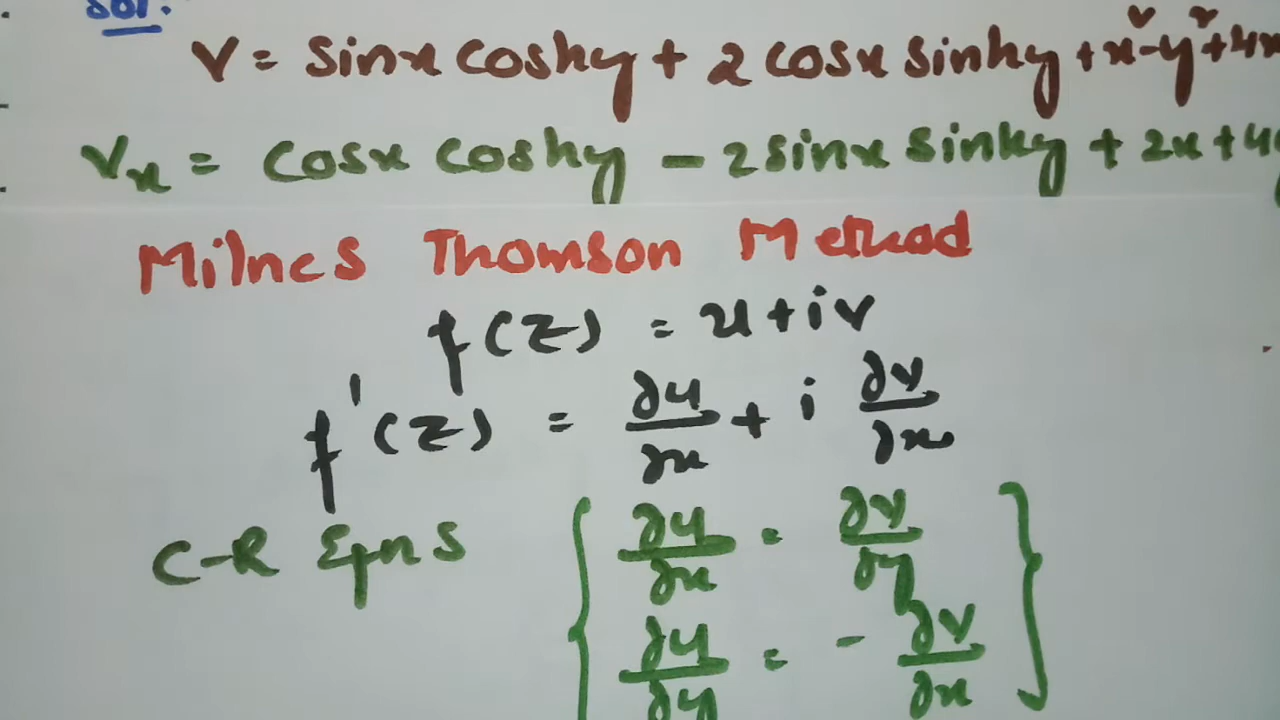 Sol.
V = sinx coshy + 2 cosx sinhy + x² - y² + 4x
Vx = cosx coshy - 2 sinx sinhy + 2x + 4
Milnes Thomson Method
f(z) = u + iv
f'(z) = ∂u/∂x + i ∂v/∂x
C-R Eqns { ∂u/∂x = ∂v/∂y
∂u/∂y = - ∂v/∂x }